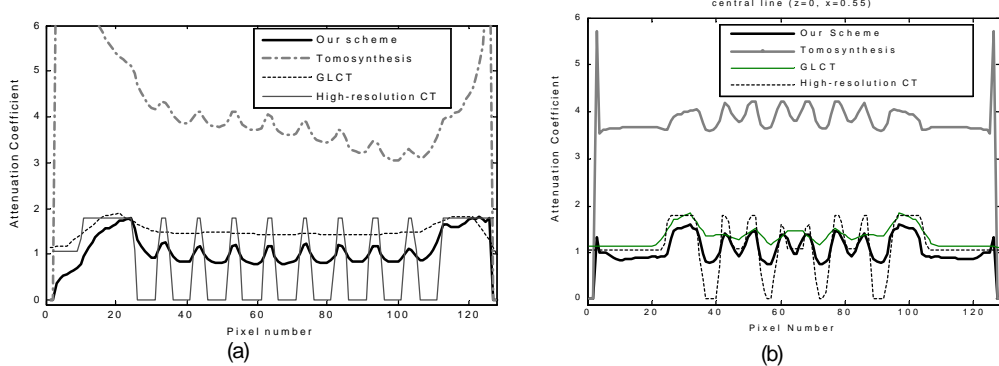 6
5
4
3
2
1
0
0 20 40 60 80 100 120
Attenuation Coefficient
Pixel number
Our scheme
Tomosynthesis
GLCT
High-resolution CT
(a)
central line (z=0, x=0.55)
6
5
4
3
2
1
0
0 20 40 60 80 100 120
Attenuation Coefficient
Pixel Number
Our Scheme
Tomosynthesis
GLCT
High-resolution CT
(b)